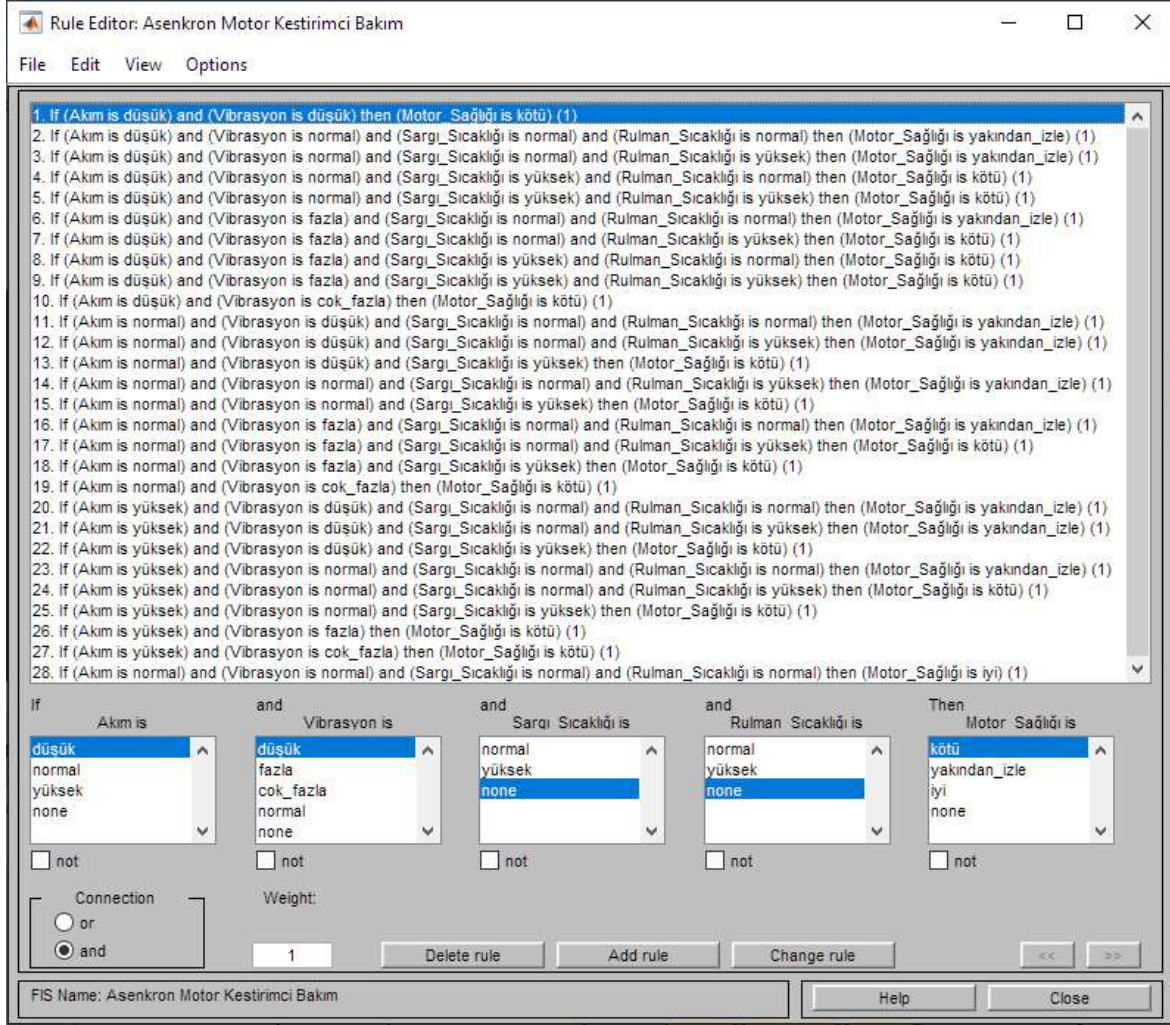 Rule Editor: Asenkron Motor Kestirimci Bakım
File Edit View Options
1. If (Akım is düşük) and (Vibrasyon is düşük) then (Motor_Sağlığı is kötü) (1)
2. If (Akım is düşük) and (Vibrasyon is normal) and (Sargı_Sıcaklığı is normal) and (Rulman_Sıcaklığı is normal) then (Motor_Sağlığı is yakından_izle) (1)
3. If (Akım is düşük) and (Vibrasyon is normal) and (Sargı_Sıcaklığı is normal) and (Rulman_Sıcaklığı is yüksek) then (Motor_Sağlığı is yakından_izle) (1)
4. If (Akım is düşük) and (Vibrasyon is normal) and (Sargı_Sıcaklığı is yüksek) and (Rulman_Sıcaklığı is normal) then (Motor_Sağlığı is kötü) (1)
5. If (Akım is düşük) and (Vibrasyon is normal) and (Sargı_Sıcaklığı is yüksek) and (Rulman_Sıcaklığı is yüksek) then (Motor_Sağlığı is kötü) (1)
6. If (Akım is düşük) and (Vibrasyon is fazla) and (Sargı_Sıcaklığı is normal) and (Rulman_Sıcaklığı is normal) then (Motor_Sağlığı is yakından_izle) (1)
7. If (Akım is düşük) and (Vibrasyon is fazla) and (Sargı_Sıcaklığı is normal) and (Rulman_Sıcaklığı is yüksek) then (Motor_Sağlığı is kötü) (1)
8. If (Akım is düşük) and (Vibrasyon is fazla) and (Sargı_Sıcaklığı is yüksek) and (Rulman_Sıcaklığı is normal) then (Motor_Sağlığı is kötü) (1)
9. If (Akım is düşük) and (Vibrasyon is fazla) and (Sargı_Sıcaklığı is yüksek) and (Rulman_Sıcaklığı is yüksek) then (Motor_Sağlığı is kötü) (1)
10. If (Akım is düşük) and (Vibrasyon is cok_fazla) then (Motor_Sağlığı is kötü) (1)
11. If (Akım is normal) and (Vibrasyon is düşük) and (Sargı_Sıcaklığı is normal) and (Rulman_Sıcaklığı is normal) then (Motor_Sağlığı is yakından_izle) (1)
12. If (Akım is normal) and (Vibrasyon is düşük) and (Sargı_Sıcaklığı is normal) and (Rulman_Sıcaklığı is yüksek) then (Motor_Sağlığı is yakından_izle) (1)
13. If (Akım is normal) and (Vibrasyon is düşük) and (Sargı_Sıcaklığı is yüksek) then (Motor_Sağlığı is kötü) (1)
14. If (Akım is normal) and (Vibrasyon is normal) and (Sargı_Sıcaklığı is normal) and (Rulman_Sıcaklığı is yüksek) then (Motor_Sağlığı is yakından_izle) (1)
15. If (Akım is normal) and (Vibrasyon is normal) and (Sargı_Sıcaklığı is yüksek) then (Motor_Sağlığı is kötü) (1)
16. If (Akım is normal) and (Vibrasyon is fazla) and (Sargı_Sıcaklığı is normal) and (Rulman_Sıcaklığı is normal) then (Motor_Sağlığı is yakından_izle) (1)
17. If (Akım is normal) and (Vibrasyon is fazla) and (Sargı_Sıcaklığı is normal) and (Rulman_Sıcaklığı is yüksek) then (Motor_Sağlığı is kötü) (1)
18. If (Akım is normal) and (Vibrasyon is fazla) and (Sargı_Sıcaklığı is yüksek) then (Motor_Sağlığı is kötü) (1)
19. If (Akım is normal) and (Vibrasyon is cok_fazla) then (Motor_Sağlığı is kötü) (1)
20. If (Akım is yüksek) and (Vibrasyon is düşük) and (Sargı_Sıcaklığı is normal) and (Rulman_Sıcaklığı is normal) then (Motor_Sağlığı is yakından_izle) (1)
21. If (Akım is yüksek) and (Vibrasyon is düşük) and (Sargı_Sıcaklığı is normal) and (Rulman_Sıcaklığı is yüksek) then (Motor_Sağlığı is yakından_izle) (1)
22. If (Akım is yüksek) and (Vibrasyon is düşük) and (Sargı_Sıcaklığı is yüksek) then (Motor_Sağlığı is kötü) (1)
23. If (Akım is yüksek) and (Vibrasyon is normal) and (Sargı_Sıcaklığı is normal) and (Rulman_Sıcaklığı is normal) then (Motor_Sağlığı is yakından_izle) (1)
24. If (Akım is yüksek) and (Vibrasyon is normal) and (Sargı_Sıcaklığı is normal) and (Rulman_Sıcaklığı is yüksek) then (Motor_Sağlığı is kötü) (1)
25. If (Akım is yüksek) and (Vibrasyon is normal) and (Sargı_Sıcaklığı is yüksek) then (Motor_Sağlığı is kötü) (1)
26. If (Akım is yüksek) and (Vibrasyon is fazla) then (Motor_Sağlığı is kötü) (1)
27. If (Akım is yüksek) and (Vibrasyon is cok_fazla) then (Motor_Sağlığı is kötü) (1)
28. If (Akım is normal) and (Vibrasyon is normal) and (Sargı_Sıcaklığı is normal) and (Rulman_Sıcaklığı is normal) then (Motor_Sağlığı is iyi) (1)
If and and and Then
Akım is Vibrasyon is Sargı_Sıcaklığı is Rulman_Sıcaklığı is Motor_Sağlığı is
düşük düşük normal normal kötü
normal fazla yüksek yüksek yakından_izle
yüksek cok_fazla none none iyi
none normal none
none
not not not not not
Connection Weight:
or
and 1 Delete rule Add rule Change rule << >>
FIS Name: Asenkron Motor Kestirimci Bakım Help Close